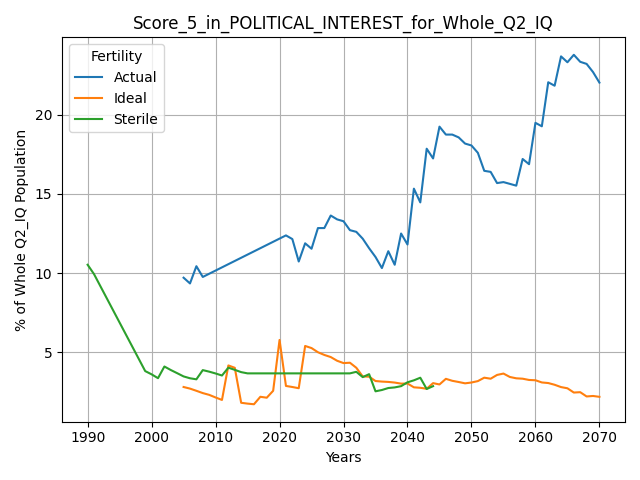 Score_5_in_POLITICAL_INTEREST_for_Whole_Q2_IQ
Fertility
Actual
Ideal
Sterile
% of Whole Q2_IQ Population
20
15
10
5
1990 2000 2010 2020 2030 2040 2050 2060 2070
Years